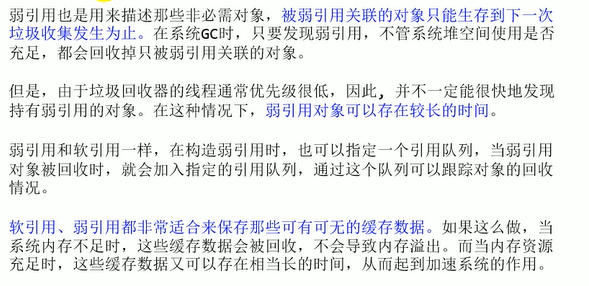 弱引用也是用来描述那些非必需对象，被弱引用关联的对象只能生存到下一次
垃圾收集发生为止。在系统GC时，只要发现弱引用，不管系统堆空间使用是否
充足，都会回收掉只被弱引用关联的对象。
但是，由于垃圾回收器的线程通常优先级很低，因此，并不一定能很快地发现
持有弱引用的对象。在这种情况下，弱引用对象可以存在较长的时间。
弱引用和软引用一样，在构造弱引用时，也可以指定一个引用队列，当弱引用
对象被回收时，就会加入指定的引用队列，通过这个队列可以跟踪对象的回收
情况。
软引用、弱引用都非常适合来保存那些可有可无的缓存数据。如果这么做，当
系统内存不足时，这些缓存数据会被回收，不会导致内存溢出。而当内存资源
充足时，这些缓存数据又可以存在相当长的时间，从而起到加速系统的作用。